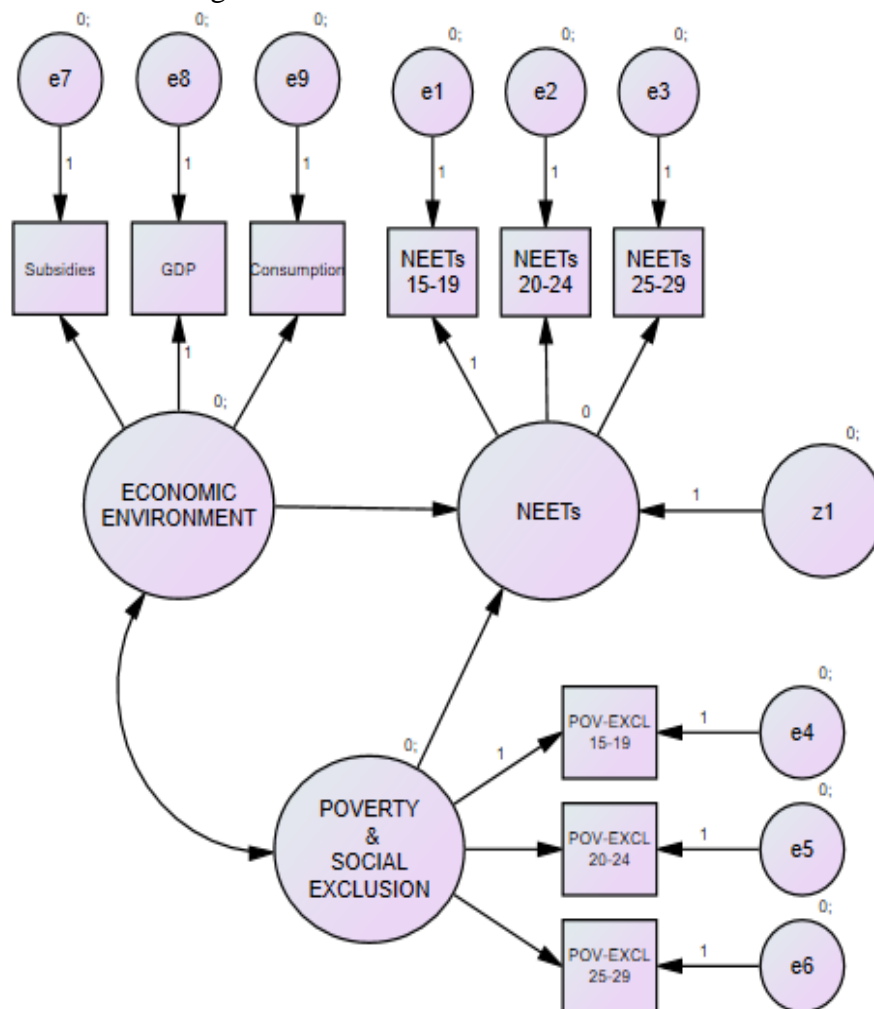 0;
0;
0;
0;
0;
0;
e7
e8
e9
e1
e2
e3
1
1
1
1
1
1
Subsidies
GDP
Consumption
NEETs
15-19
NEETs
20-24
NEETs
25-29
1
1
0;
0
0;
ECONOMIC
ENVIRONMENT
NEETs
1
z1
0;
POV-EXCL
15-19
1
e4
0;
1
0;
POVERTY
&
SOCIAL
EXCLUSION
POV-EXCL
20-24
1
e5
0;
POV-EXCL
25-29
1
e6
0;